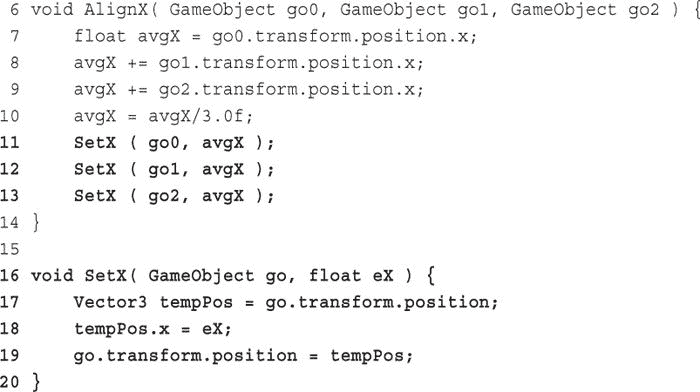 6 void AlignX( GameObject go0, GameObject go1, GameObject go2 ) {
7     float avgX = go0.transform.position.x;
8     avgX += go1.transform.position.x;
9     avgX += go2.transform.position.x;
10     avgX = avgX/3.0f;
11     SetX ( go0, avgX );
12     SetX ( go1, avgX );
13     SetX ( go2, avgX );
14 }
15
16 void SetX( GameObject go, float eX ) {
17     Vector3 tempPos = go.transform.position;
18     tempPos.x = eX;
19     go.transform.position = tempPos;
20 }